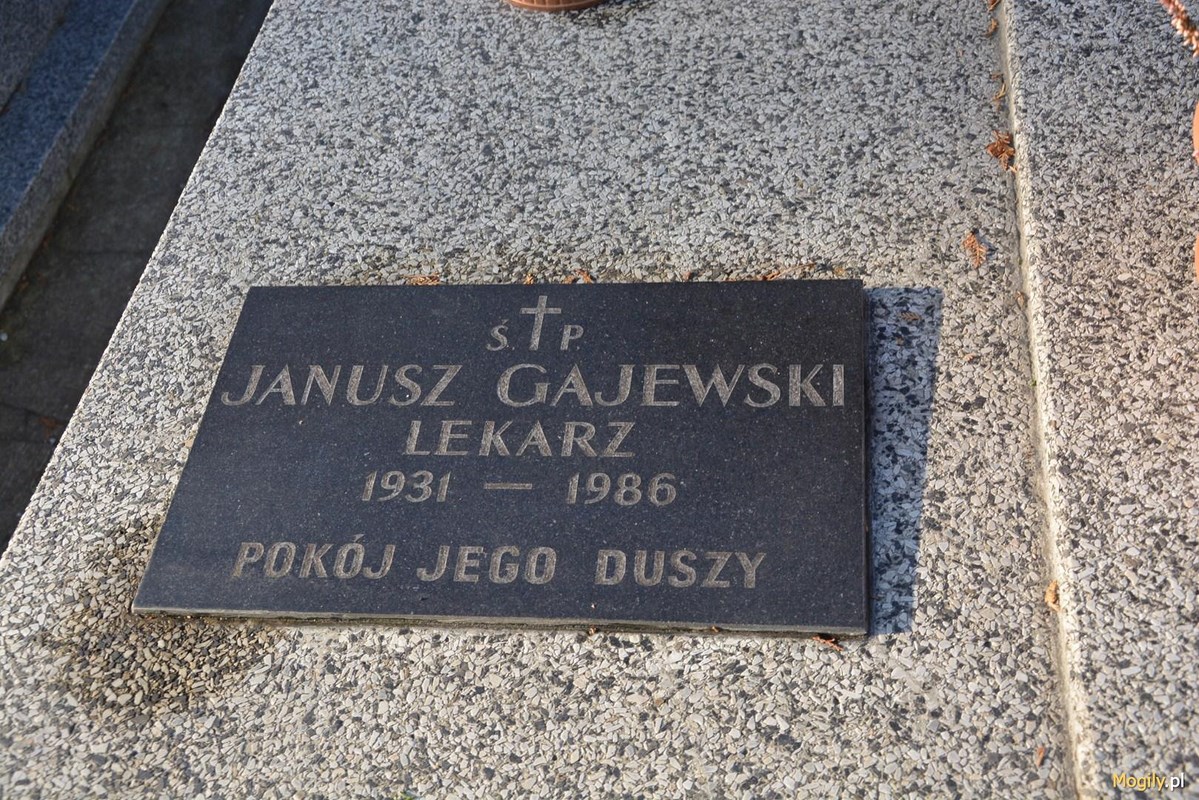 Ś † P
JANUSZ GAJEWSKI
LEKARZ
1931 — 1986
POKÓJ JEGO DUSZY
Mogily.pl